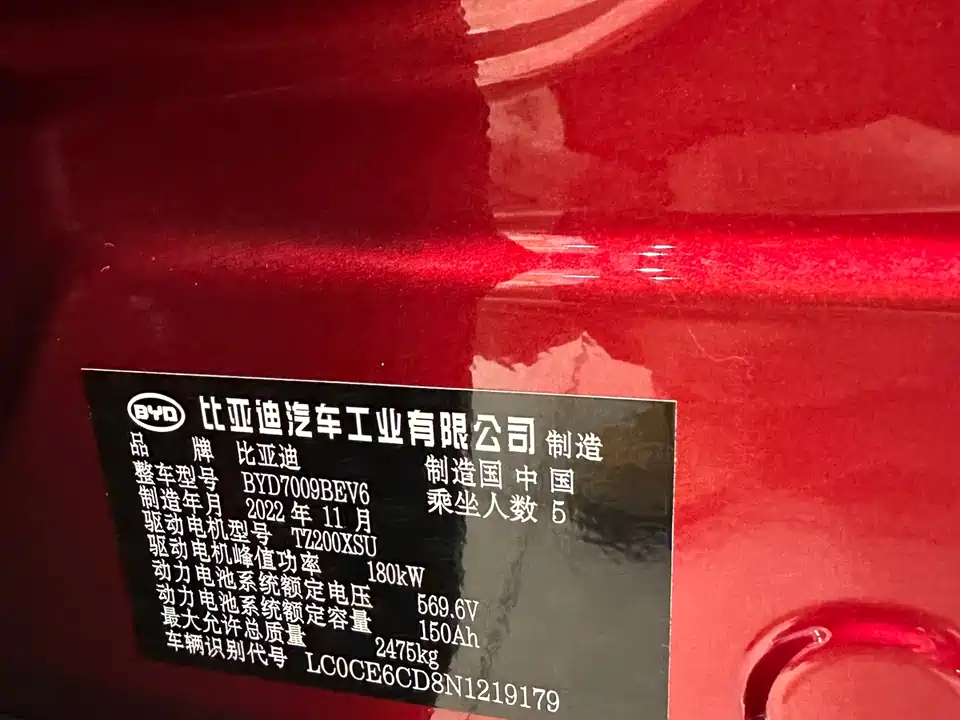 BYD 比亚迪汽车工业有限公司 制造
品 牌 比亚迪 制造国 中国
整车型号 BYD7009BEV6 乘坐人数 5
制造年月 2022 年 11 月
驱动电机型号 TZ200XSU
驱动电机峰值功率 180kW
动力电池系统额定电压 569.6V
动力电池系统额定容量 150Ah
最大允许总质量 2475kg
车辆识别代号 LC0CE6CD8N1219179